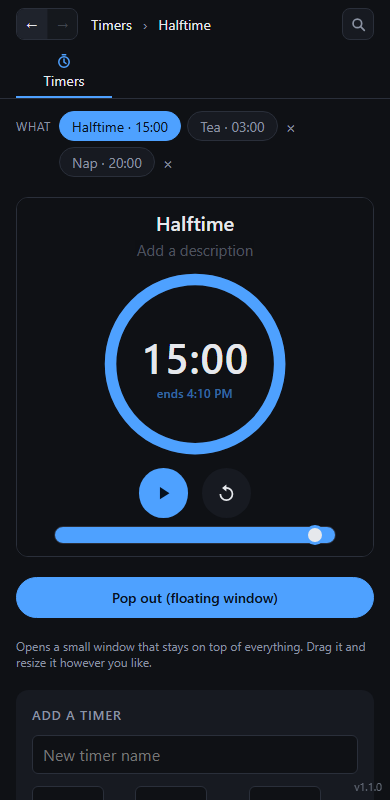 ← → Timers › Halftime
Timers
WHAT Halftime · 15:00 Tea · 03:00 ×
Nap · 20:00 ×
Halftime
Add a description
15:00
ends 4:10 PM
Pop out (floating window)
Opens a small window that stays on top of everything. Drag it and
resize it however you like.
ADD A TIMER
New timer name
v1.1.0